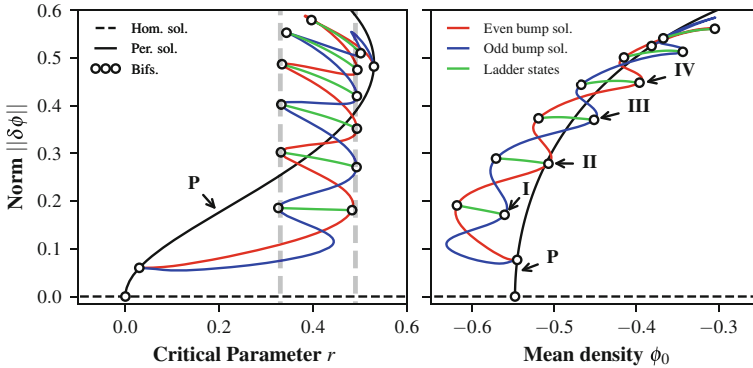 Norm ||δϕ||
0.6
0.5
0.4
0.3
0.2
0.1
0.0
Hom. sol.
Per. sol.
Bifs.
P
0.0 0.2 0.4 0.6
Critical Parameter r
Even bump sol.
Odd bump sol.
Ladder states
IV
III
II
I
P
−0.6 −0.5 −0.4 −0.3
Mean density ϕ₀